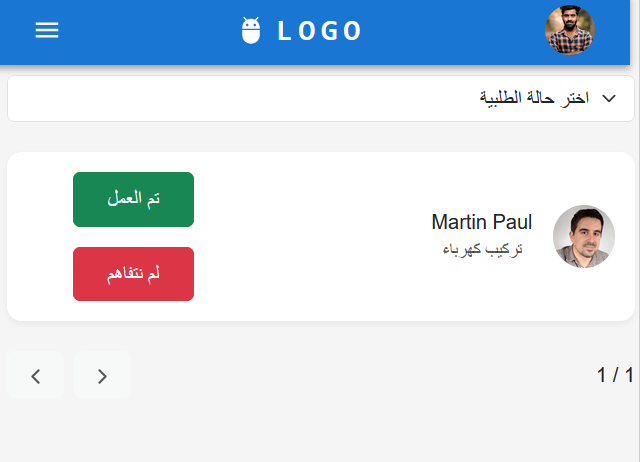 LOGO
اختر حالة الطلبية
Martin Paul
تركيب كهرباء
تم العمل
لم نتفاهم
1 / 1